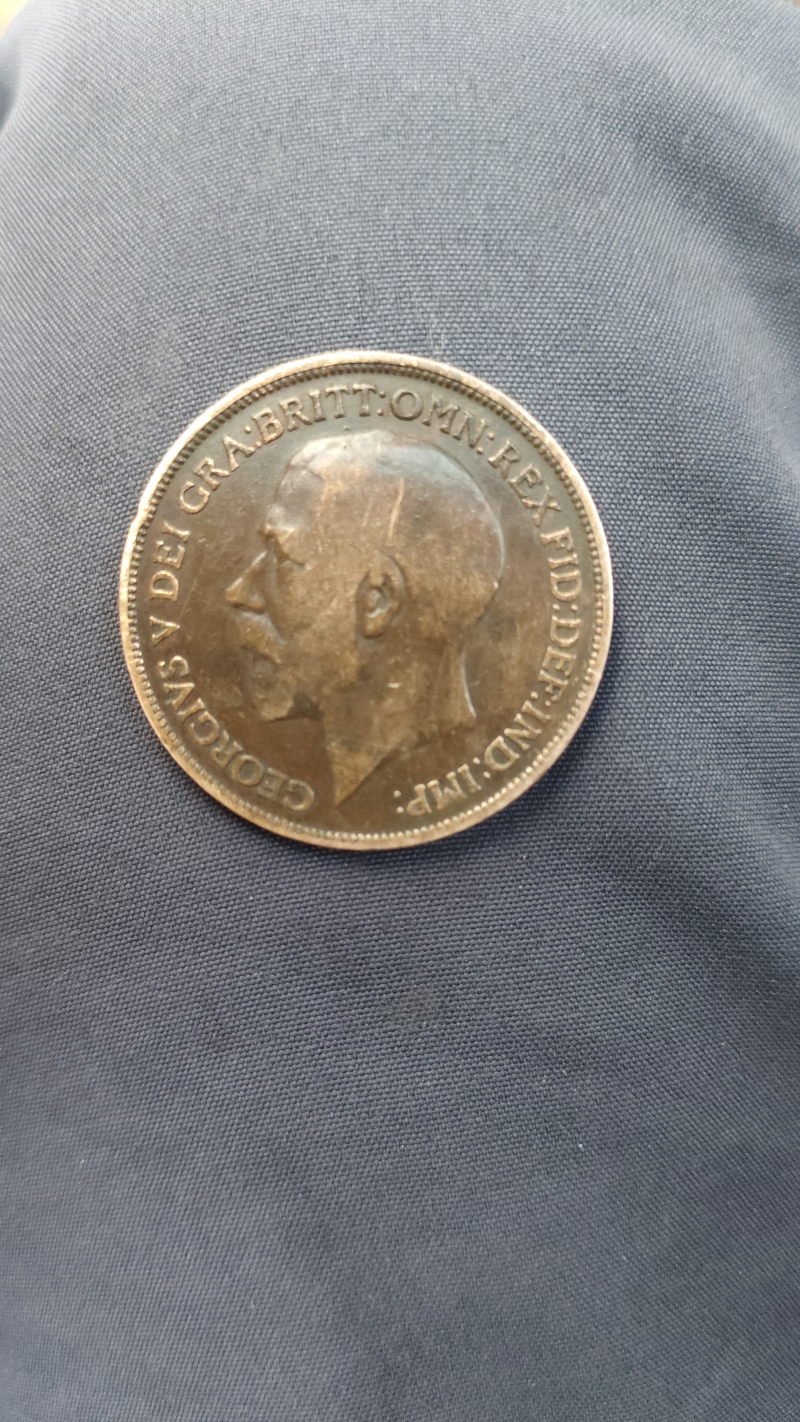 GEORGIVS V DEI GRA:BRITT:OMN:REX FID:DEF:IND:IMP: